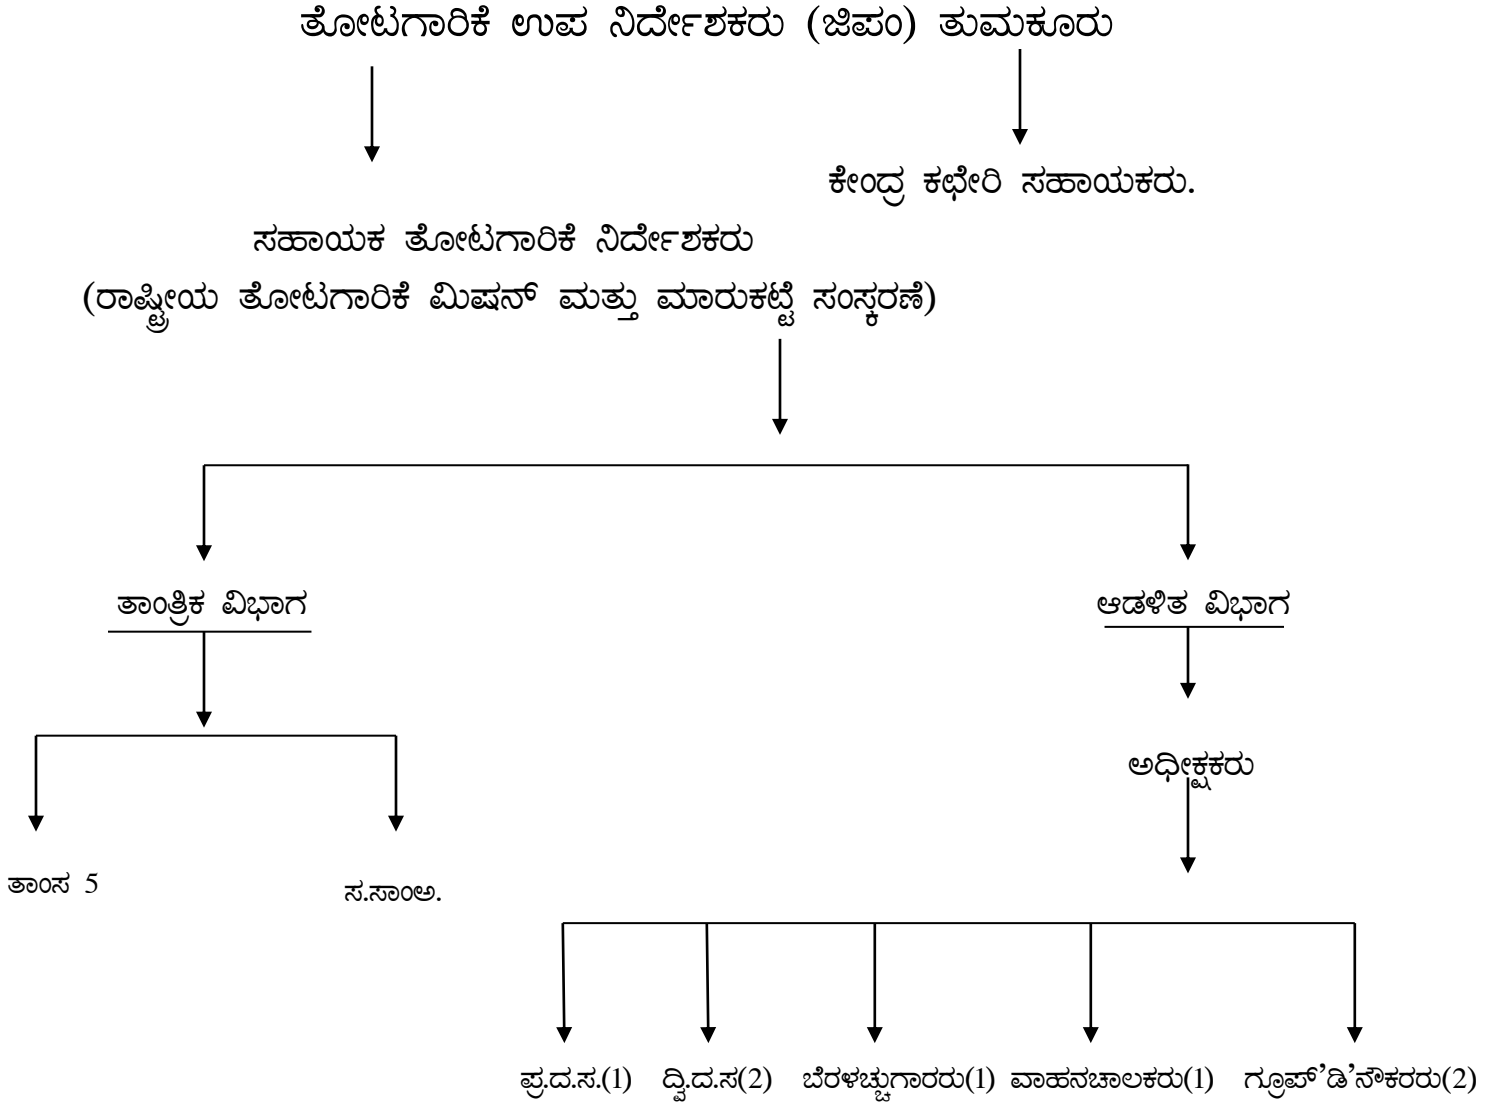 ತೋಟಗಾರಿಕೆ ಉಪ ನಿರ್ದೇಶಕರು (ಜಿಪಂ) ತುಮಕೂರು
ಕೇಂದ್ರ ಕಛೇರಿ ಸಹಾಯಕರು.
ಸಹಾಯಕ ತೋಟಗಾರಿಕೆ ನಿರ್ದೇಶಕರು
(ರಾಷ್ಟ್ರೀಯ ತೋಟಗಾರಿಕೆ ಮಿಷನ್ ಮತ್ತು ಮಾರುಕಟ್ಟೆ ಸಂಸ್ಕರಣೆ)
ತಾಂತ್ರಿಕ ವಿಭಾಗ
ಆಡಳಿತ ವಿಭಾಗ
ಅಧೀಕ್ಷಕರು
ತಾಂಸ 5
ಸ.ಸಾಂಅ.
ಪ್ರ.ದ.ಸ.(1) ದ್ವಿ.ದ.ಸ(2) ಬೆರಳಚ್ಚುಗಾರರು(1) ವಾಹನಚಾಲಕರು(1) ಗ್ರೂಪ್’ಡಿ’ನೌಕರರು(2)